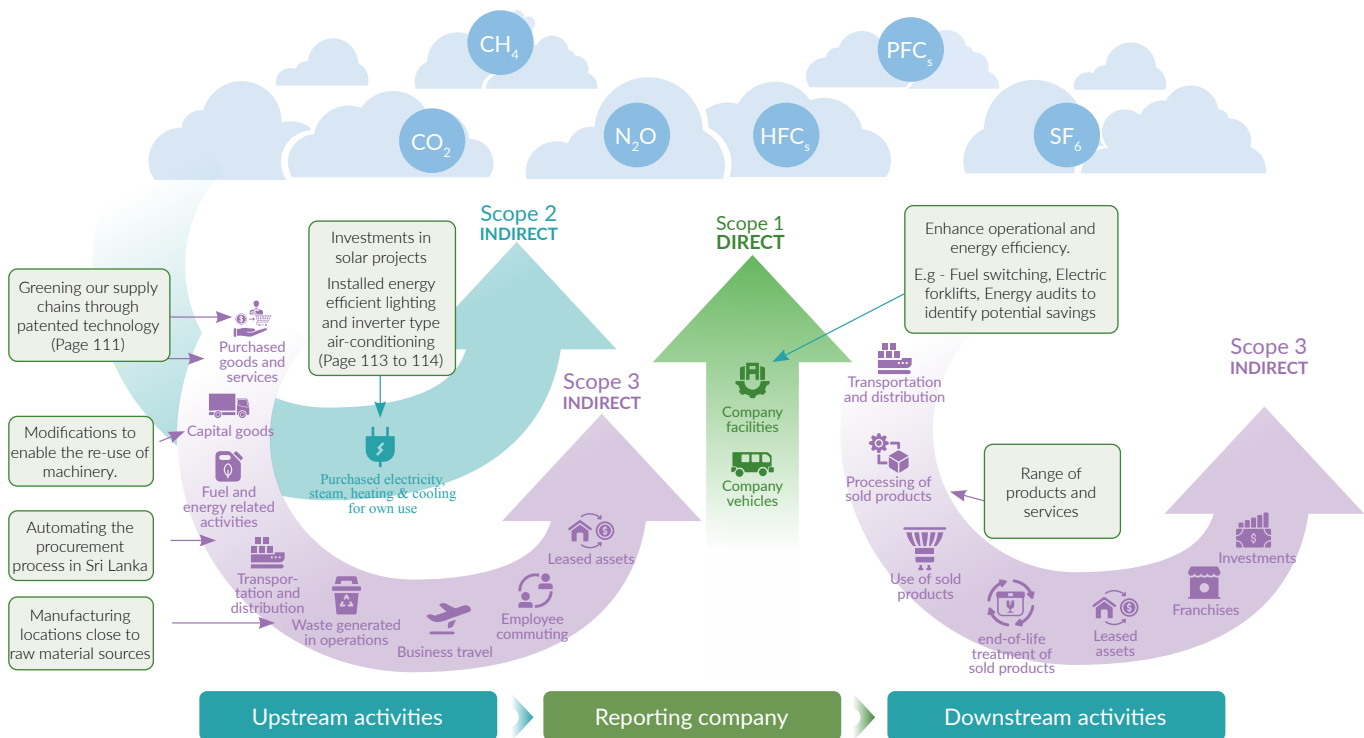 CH4
PFCs
CO2
N2O
HFCs
SF6
Scope 2
INDIRECT
Investments in
solar projects
Installed energy
efficient lighting
and inverter type
air-conditioning
(Page 113 to 114)
Scope 1
DIRECT
Enhance operational and
energy efficiency.
E.g - Fuel switching, Electric
forklifts, Energy audits to
identify potential savings
Greening our supply
chains through
patented technology
(Page 111)
Purchased
goods and
services
Scope 3
INDIRECT
Scope 3
INDIRECT
Modifications to
enable the re-use of
machinery.
Capital goods
Fuel and
energy related
activities
Purchased electricity,
steam, heating & cooling
for own use
Company
facilities
Company
vehicles
Transportation
and distribution
Processing of
sold products
Range of
products and
services
Automating the
procurement
process in Sri Lanka
Transpor-
tation and
distribution
Manufacturing
locations close to
raw material sources
Waste generated
in operations
Business travel
Employee
commuting
Leased assets
Use of sold
products
end-of-life
treatment of
sold products
Leased
assets
Franchises
Investments
Upstream activities
Reporting company
Downstream activities